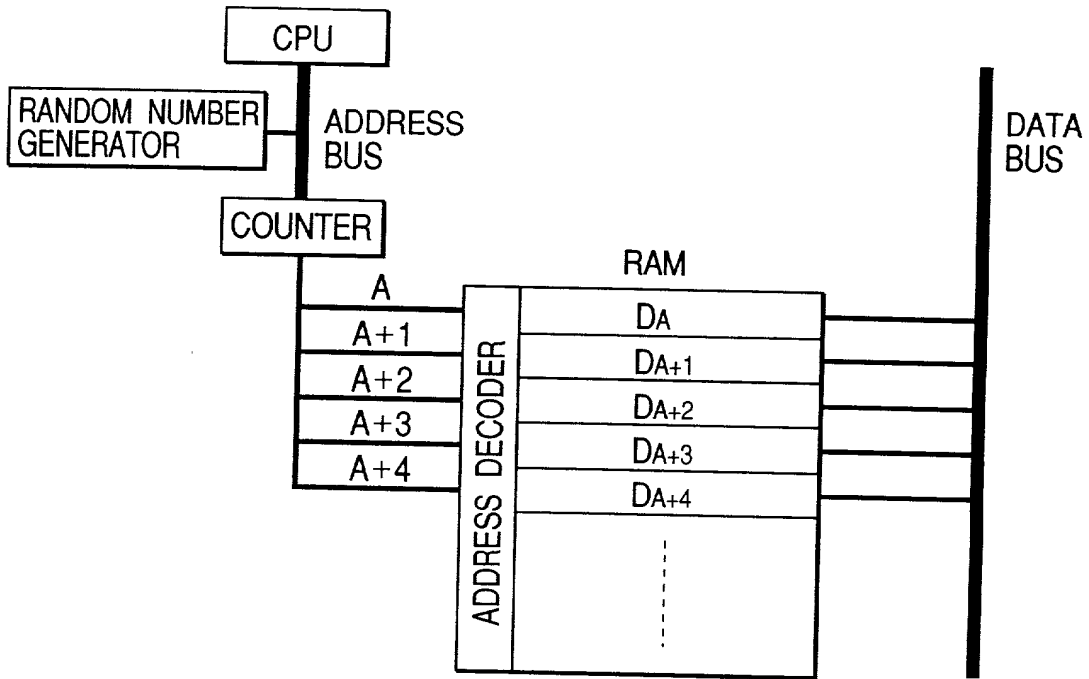 CPU
RANDOM NUMBER
GENERATOR
ADDRESS
BUS
DATA
BUS
COUNTER
RAM
A
A+1
A+2
A+3
A+4
ADDRESS DECODER
DA
DA+1
DA+2
DA+3
DA+4